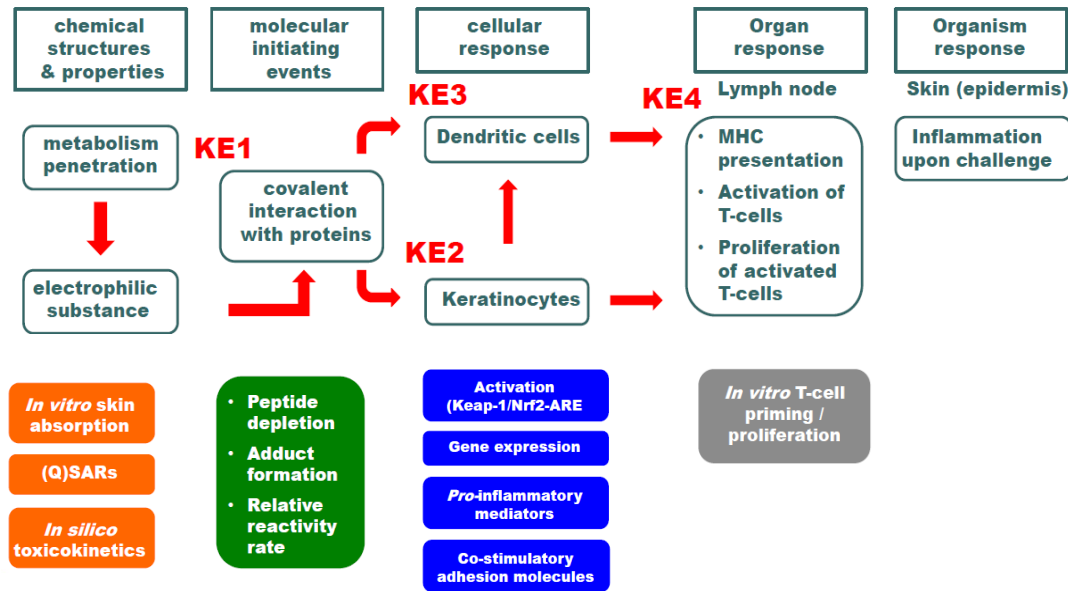 chemical
structures
& properties
molecular
initiating
events
cellular
response
Organ
response
Organism
response
Lymph node
Skin (epidermis)
metabolism
penetration
KE1
covalent
interaction
with proteins
KE3
Dendritic cells
KE4
• MHC
presentation
• Activation of
T-cells
• Proliferation
of activated
T-cells
Inflammation
upon challenge
electrophilic
substance
KE2
Keratinocytes
In vitro skin
absorption
(Q)SARs
In silico
toxicokinetics
• Peptide
depletion
• Adduct
formation
• Relative
reactivity
rate
Activation
(Keap-1/Nrf2-ARE
Gene expression
Pro-inflammatory
mediators
Co-stimulatory
adhesion molecules
In vitro T-cell
priming /
proliferation